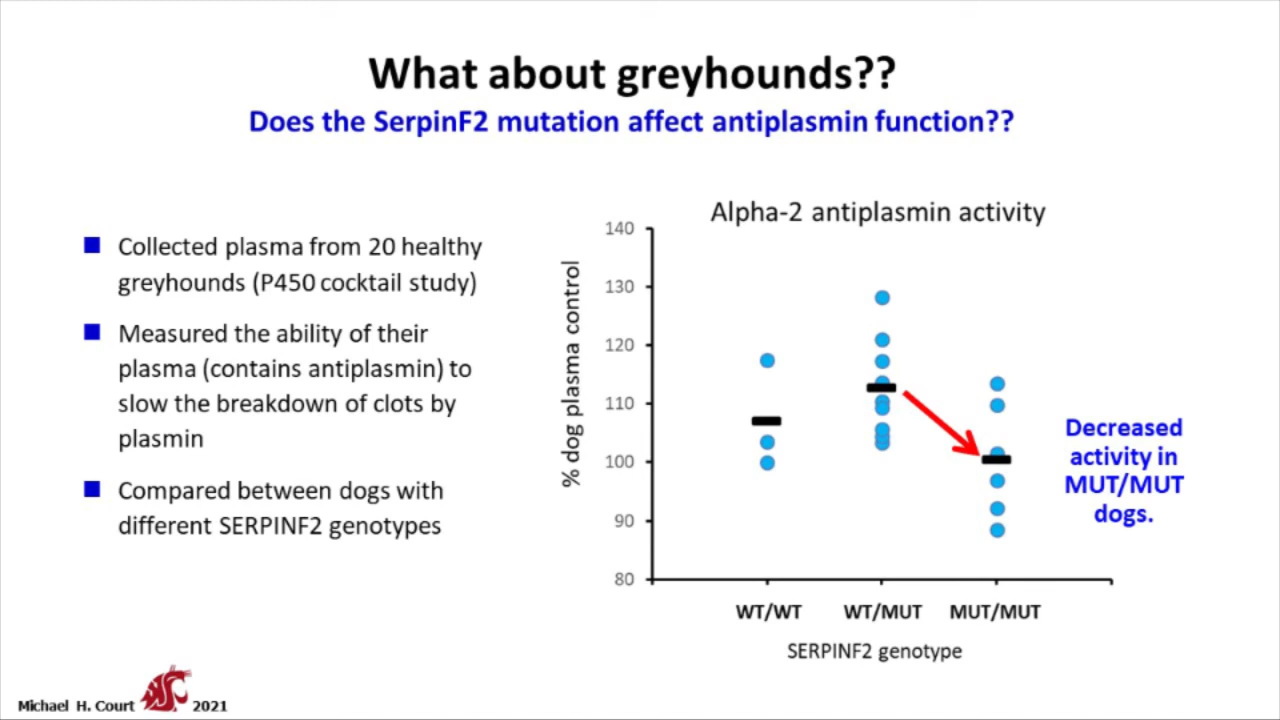 What about greyhounds??
Does the SerpinF2 mutation affect antiplasmin function??
Collected plasma from 20 healthy
greyhounds (P450 cocktail study)
Measured the ability of their
plasma (contains antiplasmin) to
slow the breakdown of clots by
plasmin
Compared between dogs with
different SERPINF2 genotypes
Alpha-2 antiplasmin activity
% dog plasma control
140
130
120
110
100
90
80
WT/WT WT/MUT MUT/MUT
SERPINF2 genotype
Decreased
activity in
MUT/MUT
dogs.
Michael H. Court 2021